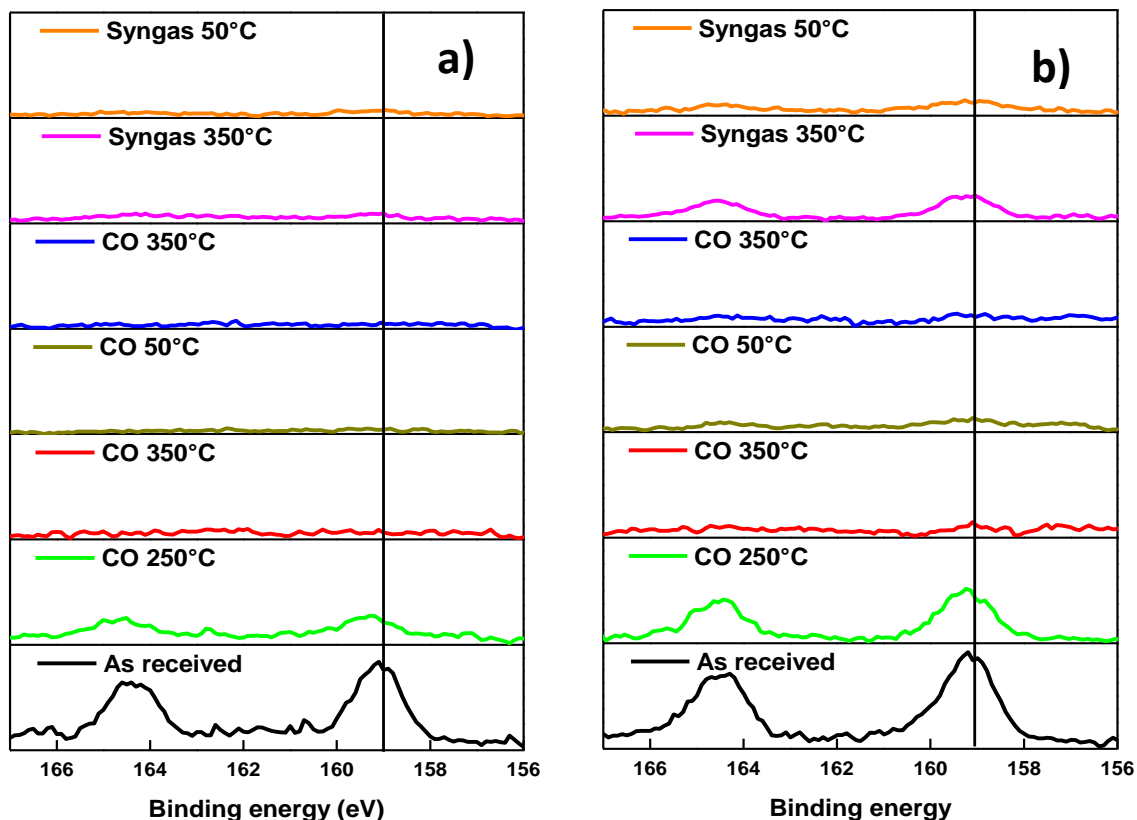 a)
Syngas 50°C
Syngas 350°C
CO 350°C
CO 50°C
CO 350°C
CO 250°C
As received
166 164 162 160 158 156
Binding energy (eV)
b)
Syngas 50°C
Syngas 350°C
CO 350°C
CO 50°C
CO 350°C
CO 250°C
As received
166 164 162 160 158 156
Binding energy